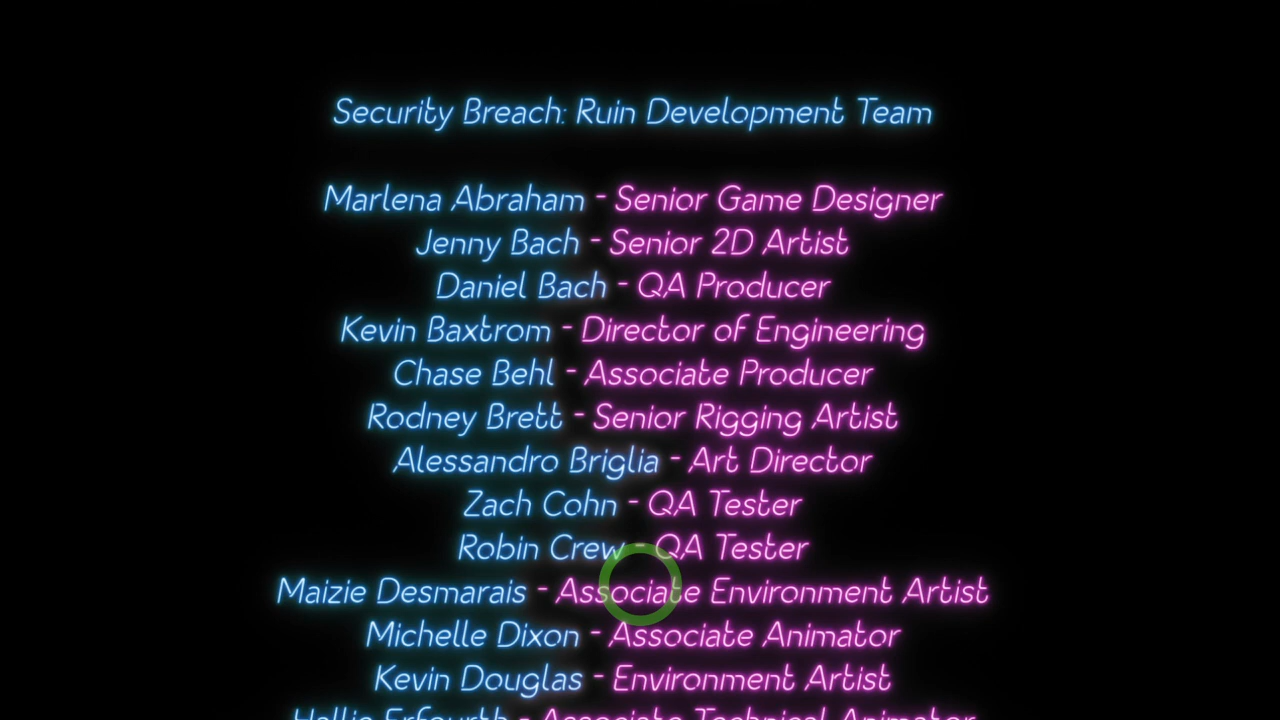 Security Breach: Ruin Development Team
Marlena Abraham - Senior Game Designer
Jenny Bach - Senior 2D Artist
Daniel Bach - QA Producer
Kevin Baxtrom - Director of Engineering
Chase Behl - Associate Producer
Rodney Brett - Senior Rigging Artist
Alessandro Briglia - Art Director
Zach Cohn - QA Tester
Robin Crew - QA Tester
Maizie Desmarais - Associate Environment Artist
Michelle Dixon - Associate Animator
Kevin Douglas - Environment Artist
Hallie Erfourth - Associate Technical Animator